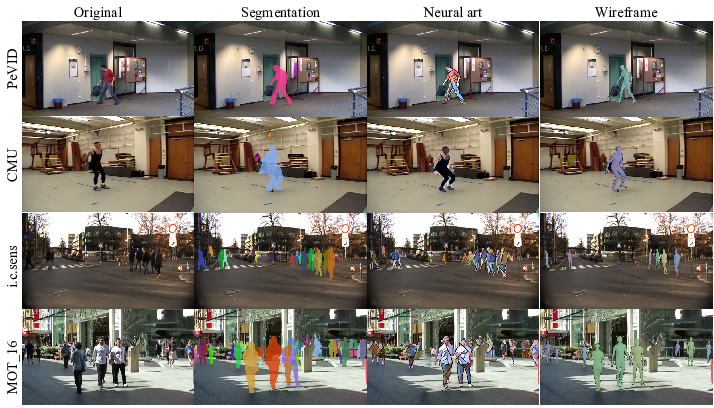 Original Segmentation Neural art Wireframe
PeVID
CMU
i.c.sens
MOT_16